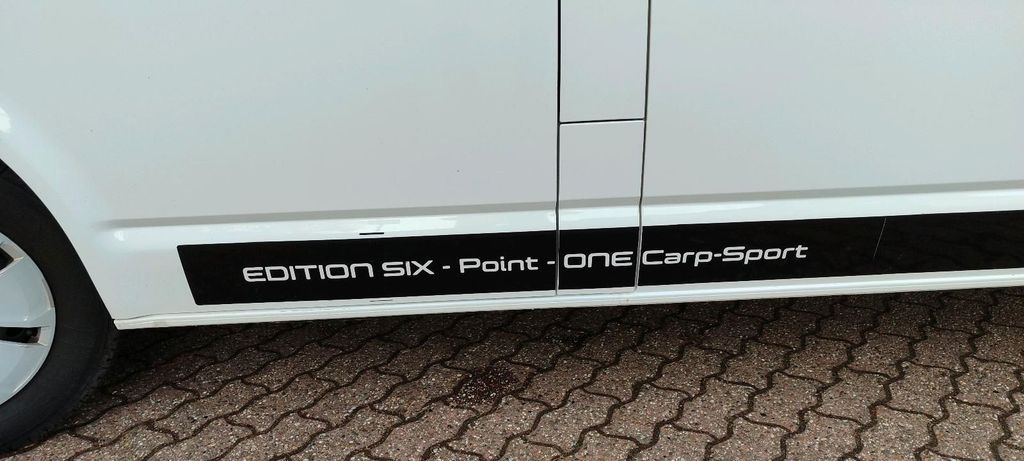 EDITION SIX - Point - ONE Carp-Sport